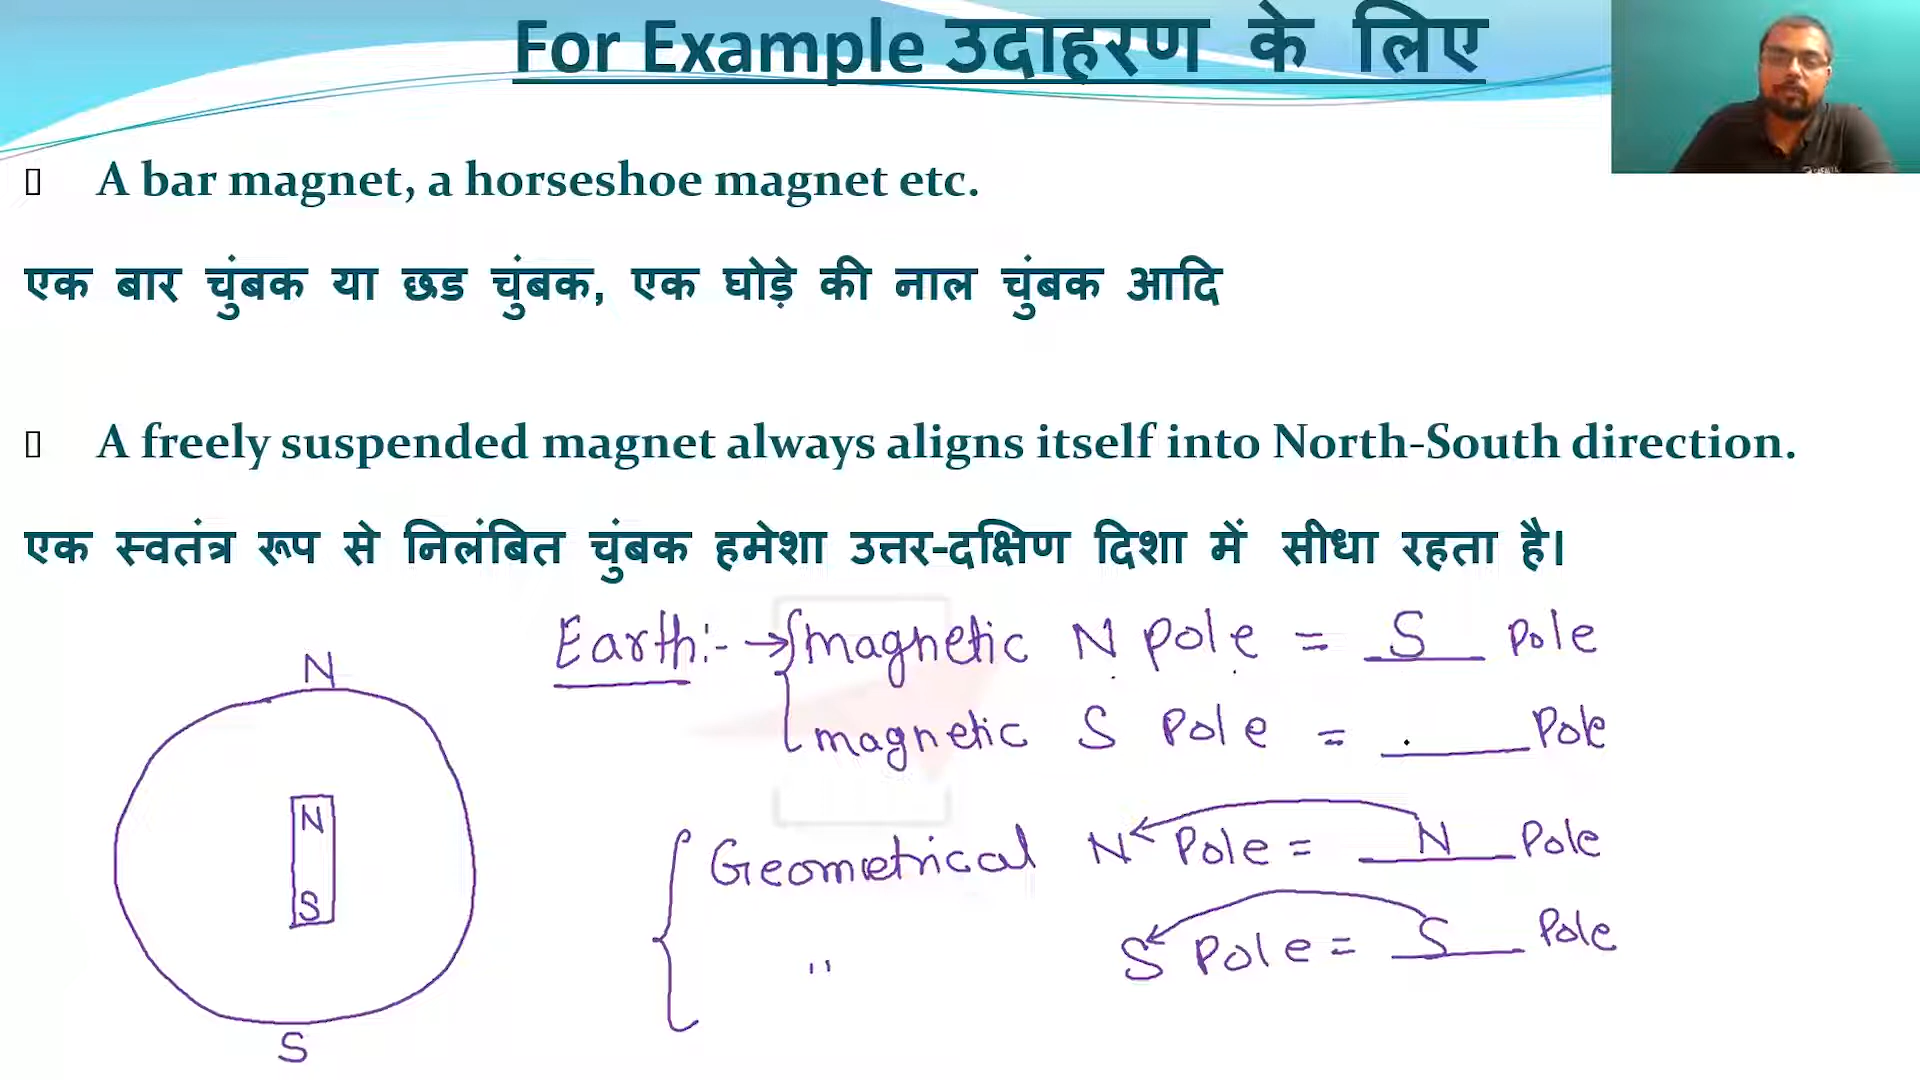 For Example उदाहरण के लिए
A bar magnet, a horseshoe magnet etc.
एक बार चुंबक या छड चुंबक, एक घोड़े की नाल चुंबक आदि
A freely suspended magnet always aligns itself into North-South direction.
एक स्वतंत्र रूप से निलंबित चुंबक हमेशा उत्तर-दक्षिण दिशा में सीधा रहता है।
Earth:- → magnetic N pole = S Pole
magnetic S Pole = ____ Pole
Geometrical N Pole = N Pole
" S Pole = S Pole
N
N
S
S